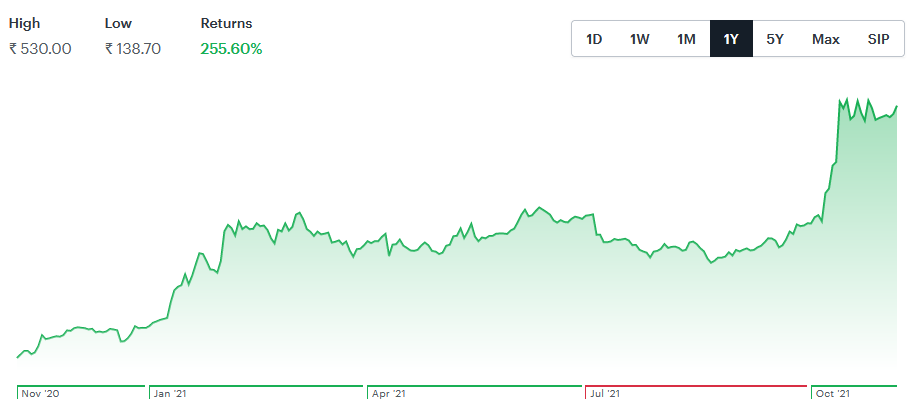 High Low Returns
₹ 530.00 ₹ 138.70 255.60%
1D 1W 1M 1Y 5Y Max SIP
Nov '20 Jan '21 Apr '21 Jul '21 Oct '21